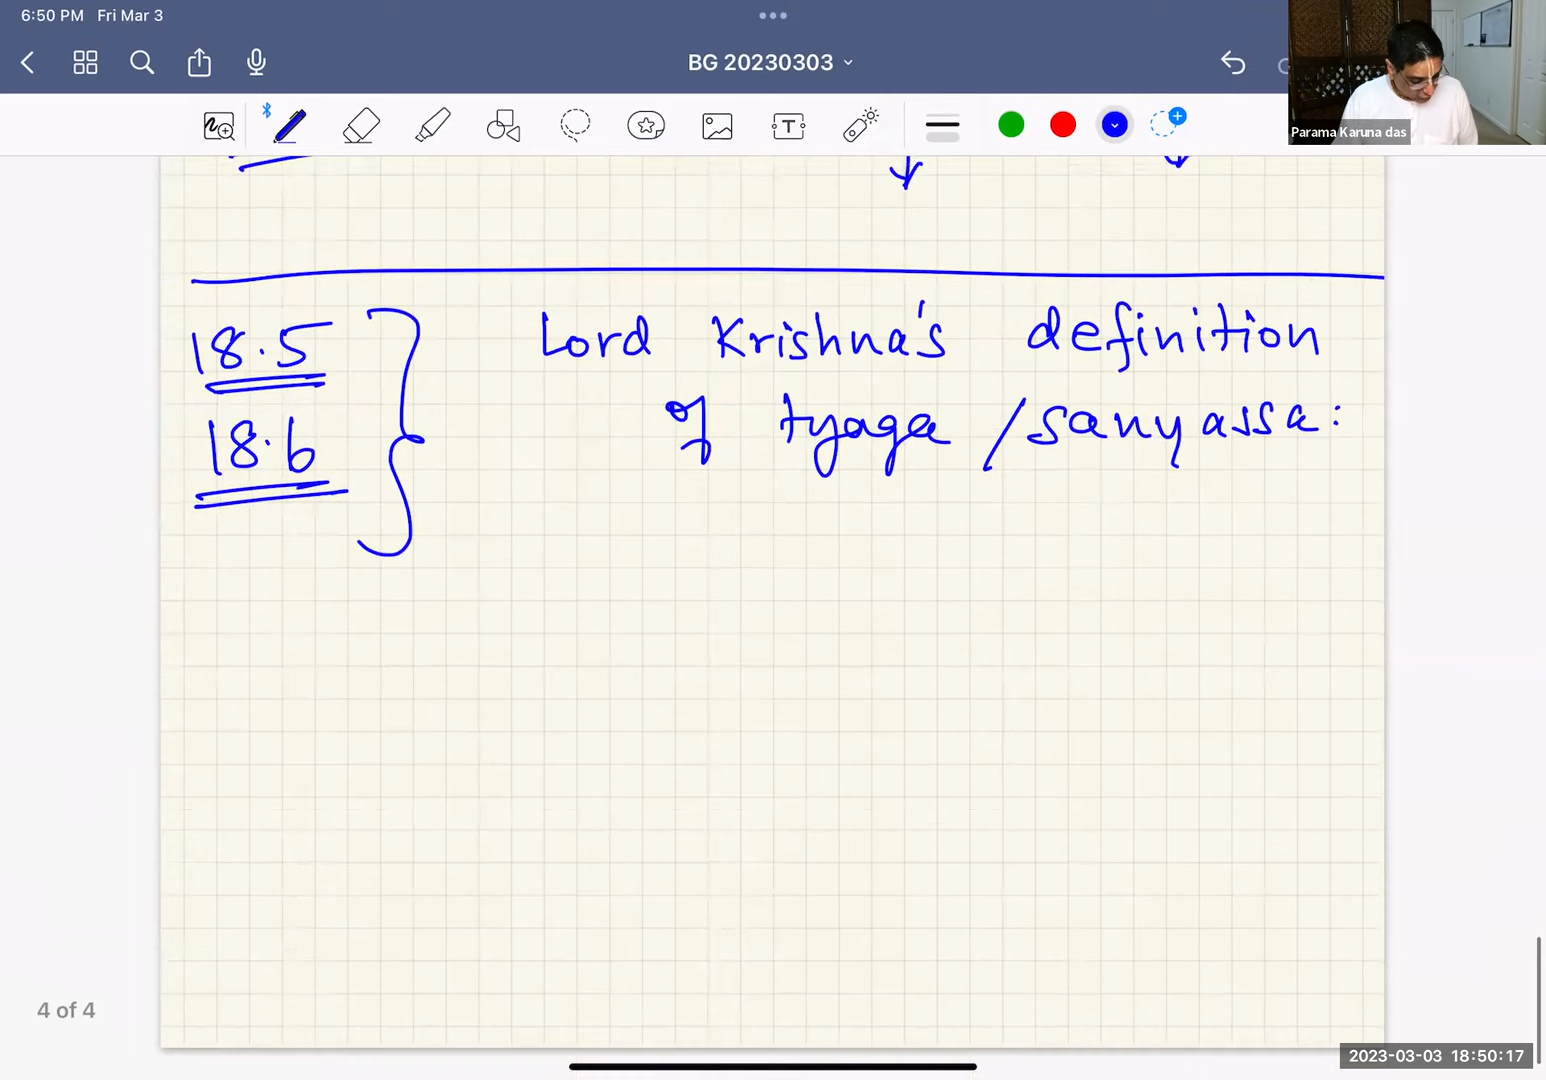 6:50 PM Fri Mar 3
BG 20230303
Parama Karuna das
18.5 Lord Krishna's definition
18.6 of tyaga / sanyassa:
4 of 4
2023-03-03 18:50:17